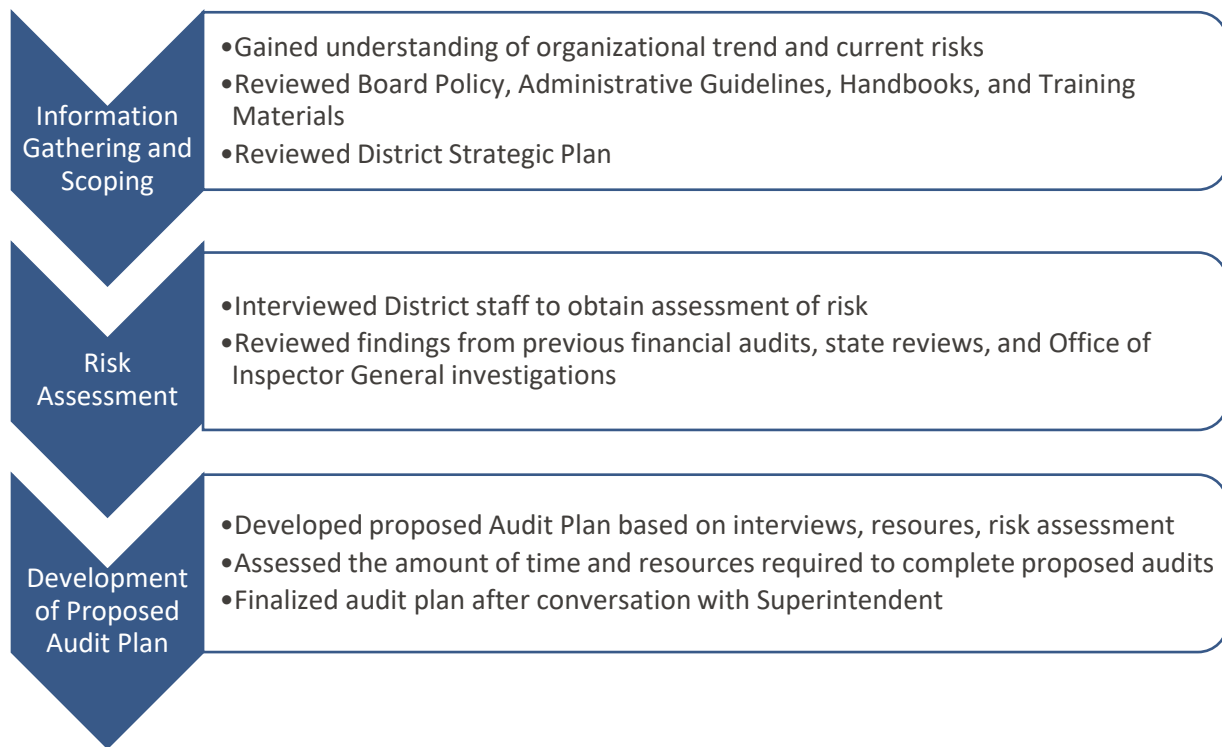 Information
Gathering and
Scoping
•Gained understanding of organizational trend and current risks
•Reviewed Board Policy, Administrative Guidelines, Handbooks, and Training
Materials
•Reviewed District Strategic Plan
Risk
Assessment
•Interviewed District staff to obtain assessment of risk
•Reviewed findings from previous financial audits, state reviews, and Office of
Inspector General investigations
Development
of Proposed
Audit Plan
•Developed proposed Audit Plan based on interviews, resoures, risk assessment
•Assessed the amount of time and resources required to complete proposed audits
•Finalized audit plan after conversation with Superintendent